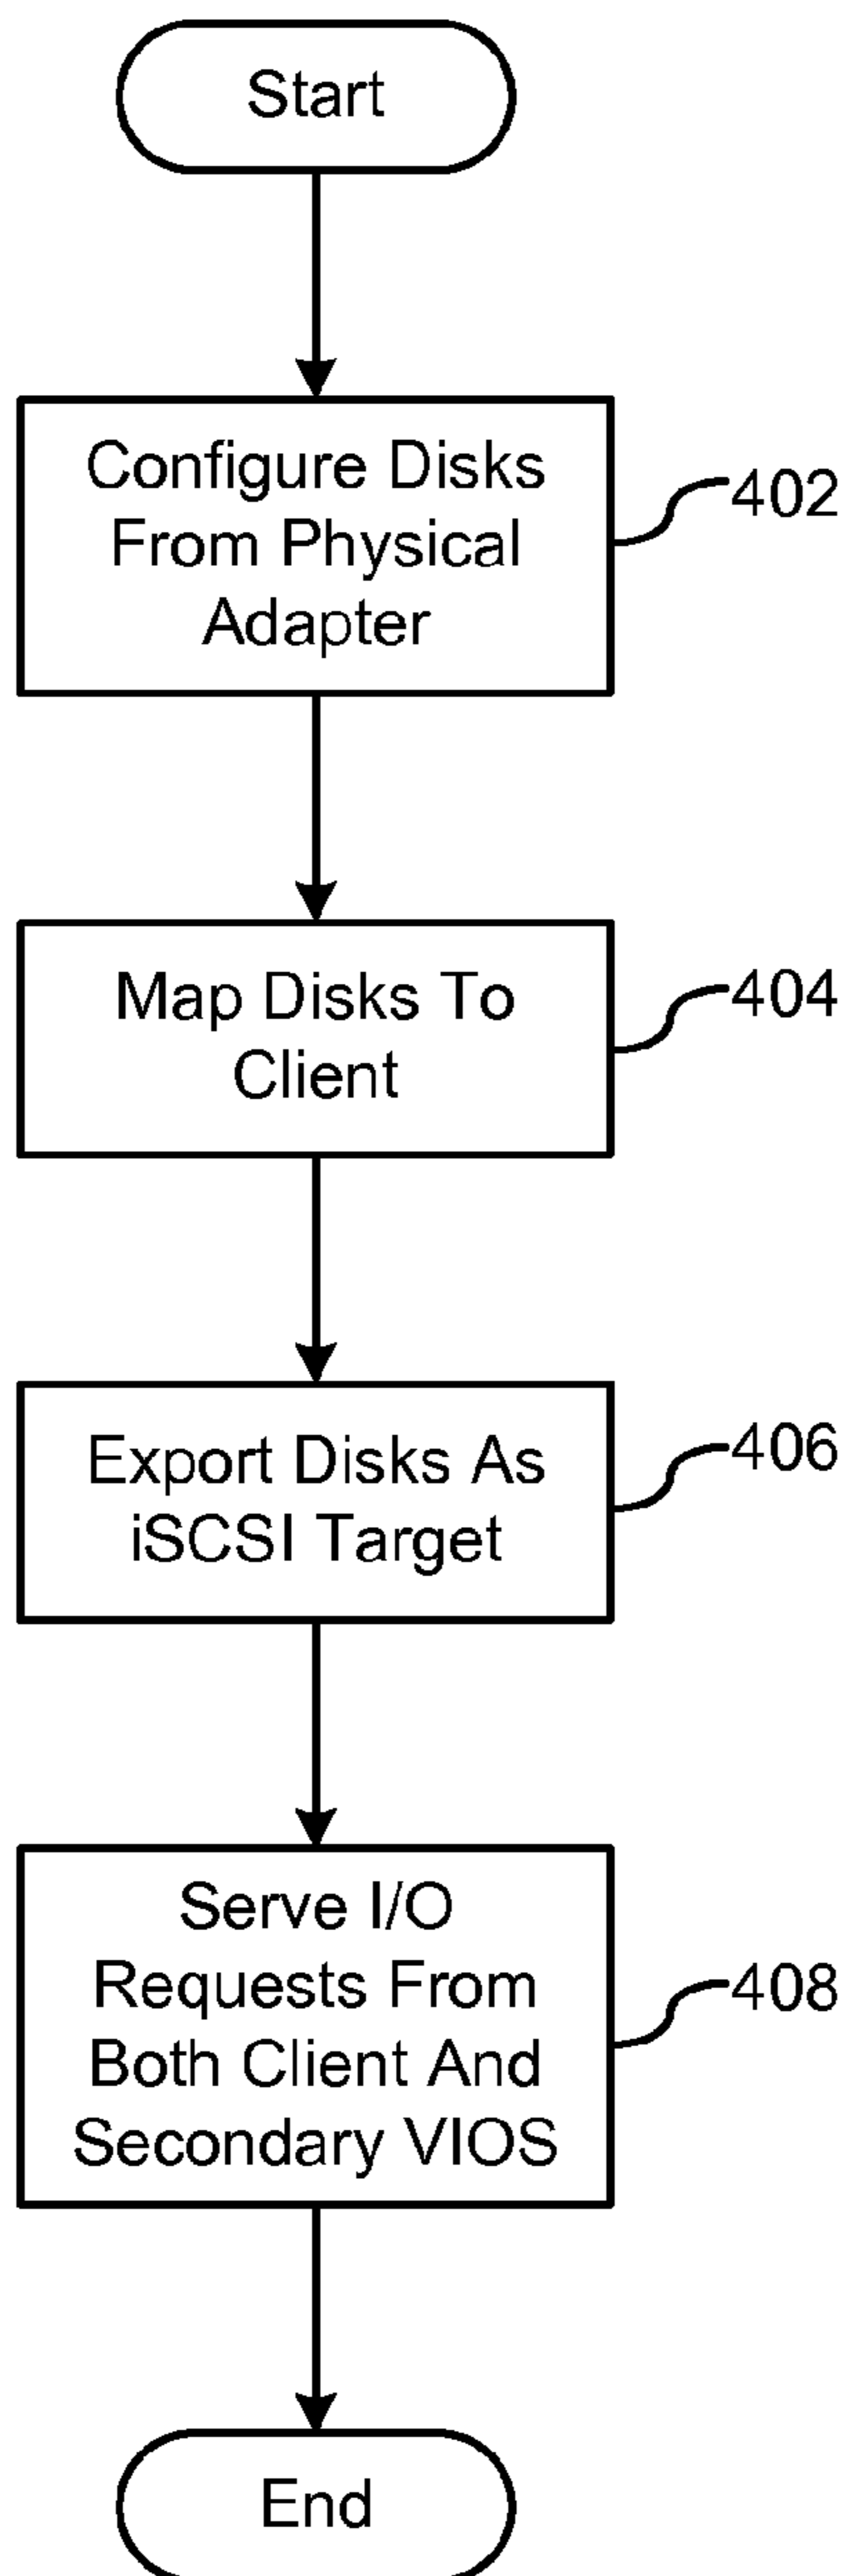 Start
Configure Disks
From Physical
Adapter
402
Map Disks To
Client
404
Export Disks As
iSCSI Target
406
Serve I/O
Requests From
Both Client And
Secondary VIOS
408
End